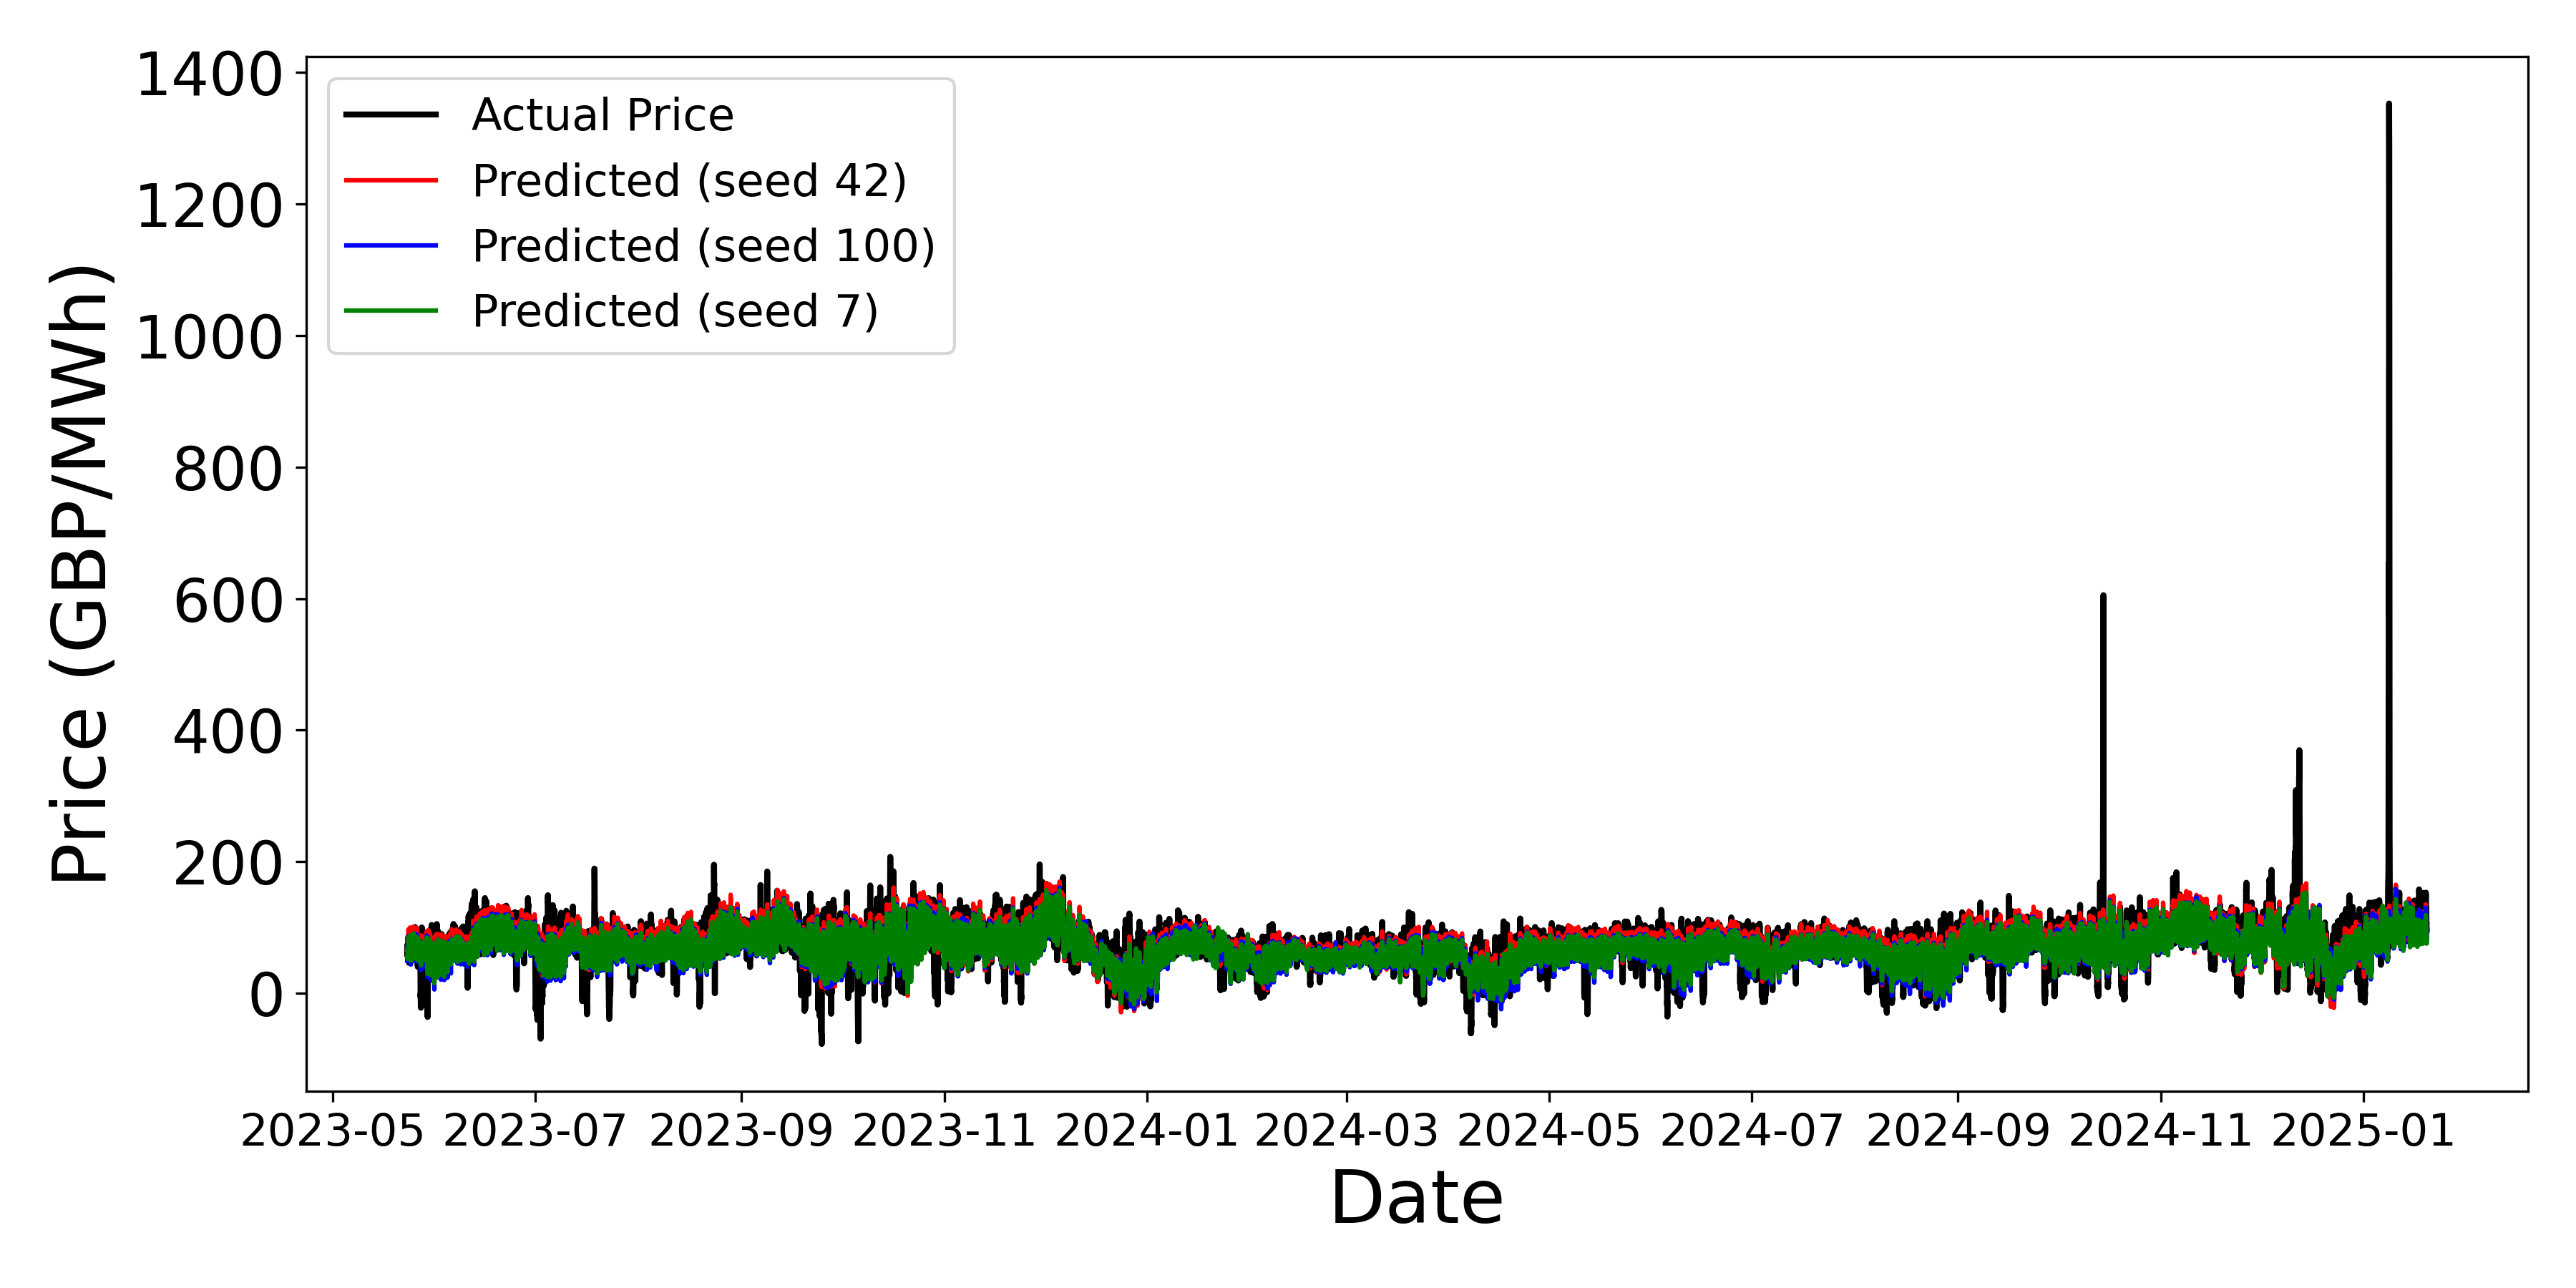 Actual Price
Predicted (seed 42)
Predicted (seed 100)
Predicted (seed 7)
Price (GBP/MWh)
1400
1200
1000
800
600
400
200
0
2023-05 2023-07 2023-09 2023-11 2024-01 2024-03 2024-05 2024-07 2024-09 2024-11 2025-01
Date